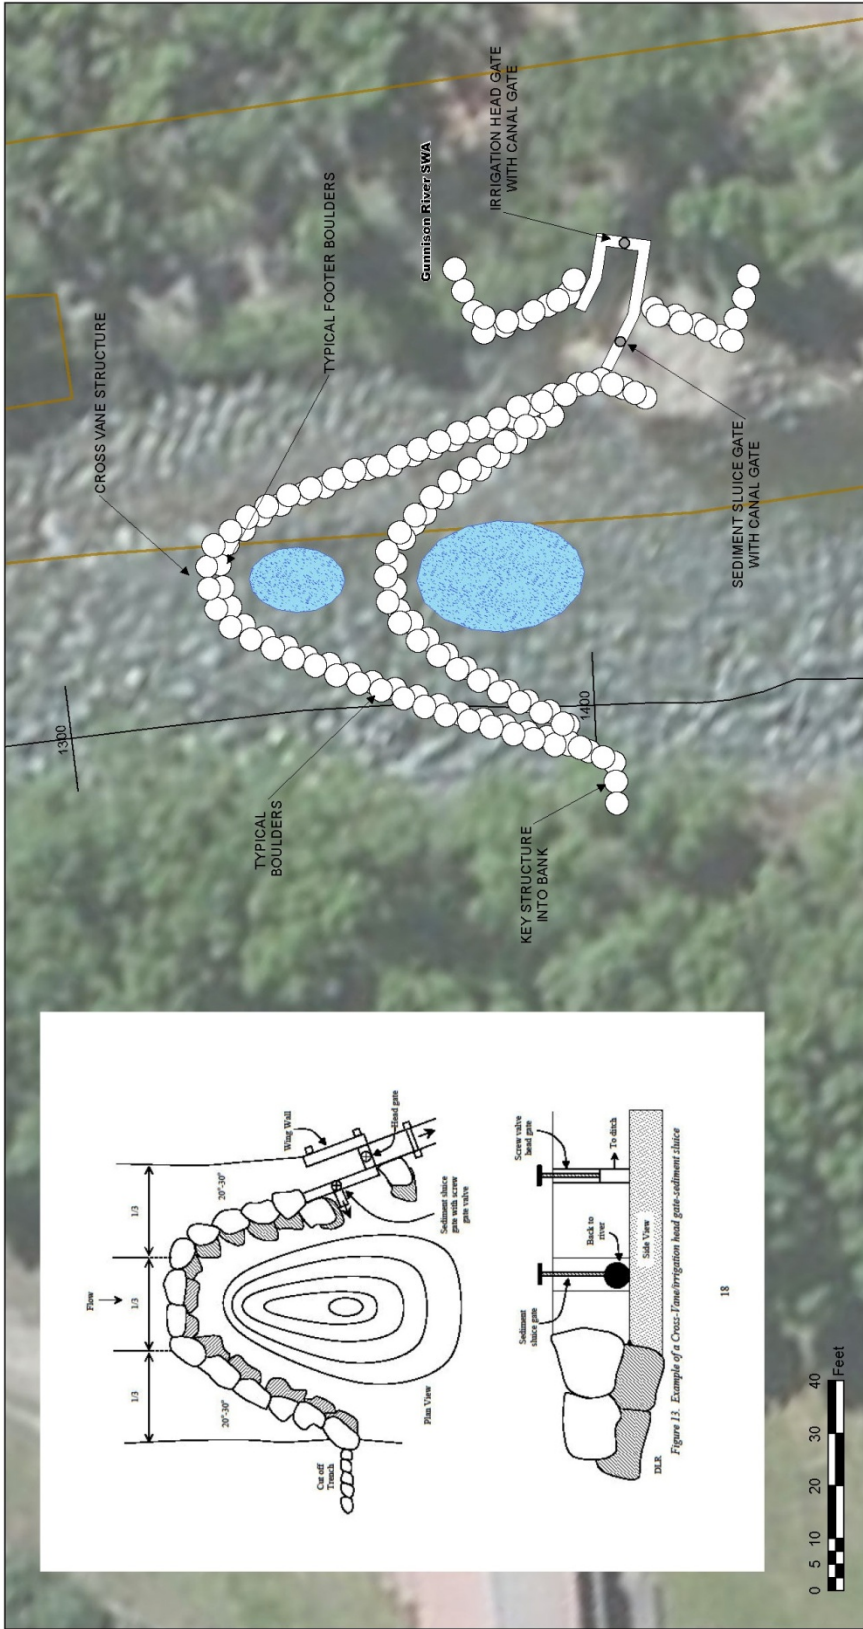 CROSS VANE STRUCTURE
TYPICAL FOOTER BOULDERS
Gunnison River SWA
IRRIGATION HEAD GATE
WITH CANAL GATE
1300
TYPICAL
BOULDERS
1400
KEY STRUCTURE
INTO BANK
SEDIMENT SLUICE GATE
WITH CANAL GATE
Flow
1/3
1/3
1/3
20°-30°
20°-30°
Wing Wall
Head gate
Sediment sluice
gate with screw
gate valve
Cut off
Trench
Plan View
Sediment
sluice gate
Back to
river
Screw valve
head gate
To ditch
Side View
DLR
Figure 13. Example of a Cross-Vane/irrigation head gate-sediment sluice
18
0 5 10 20 30 40
Feet